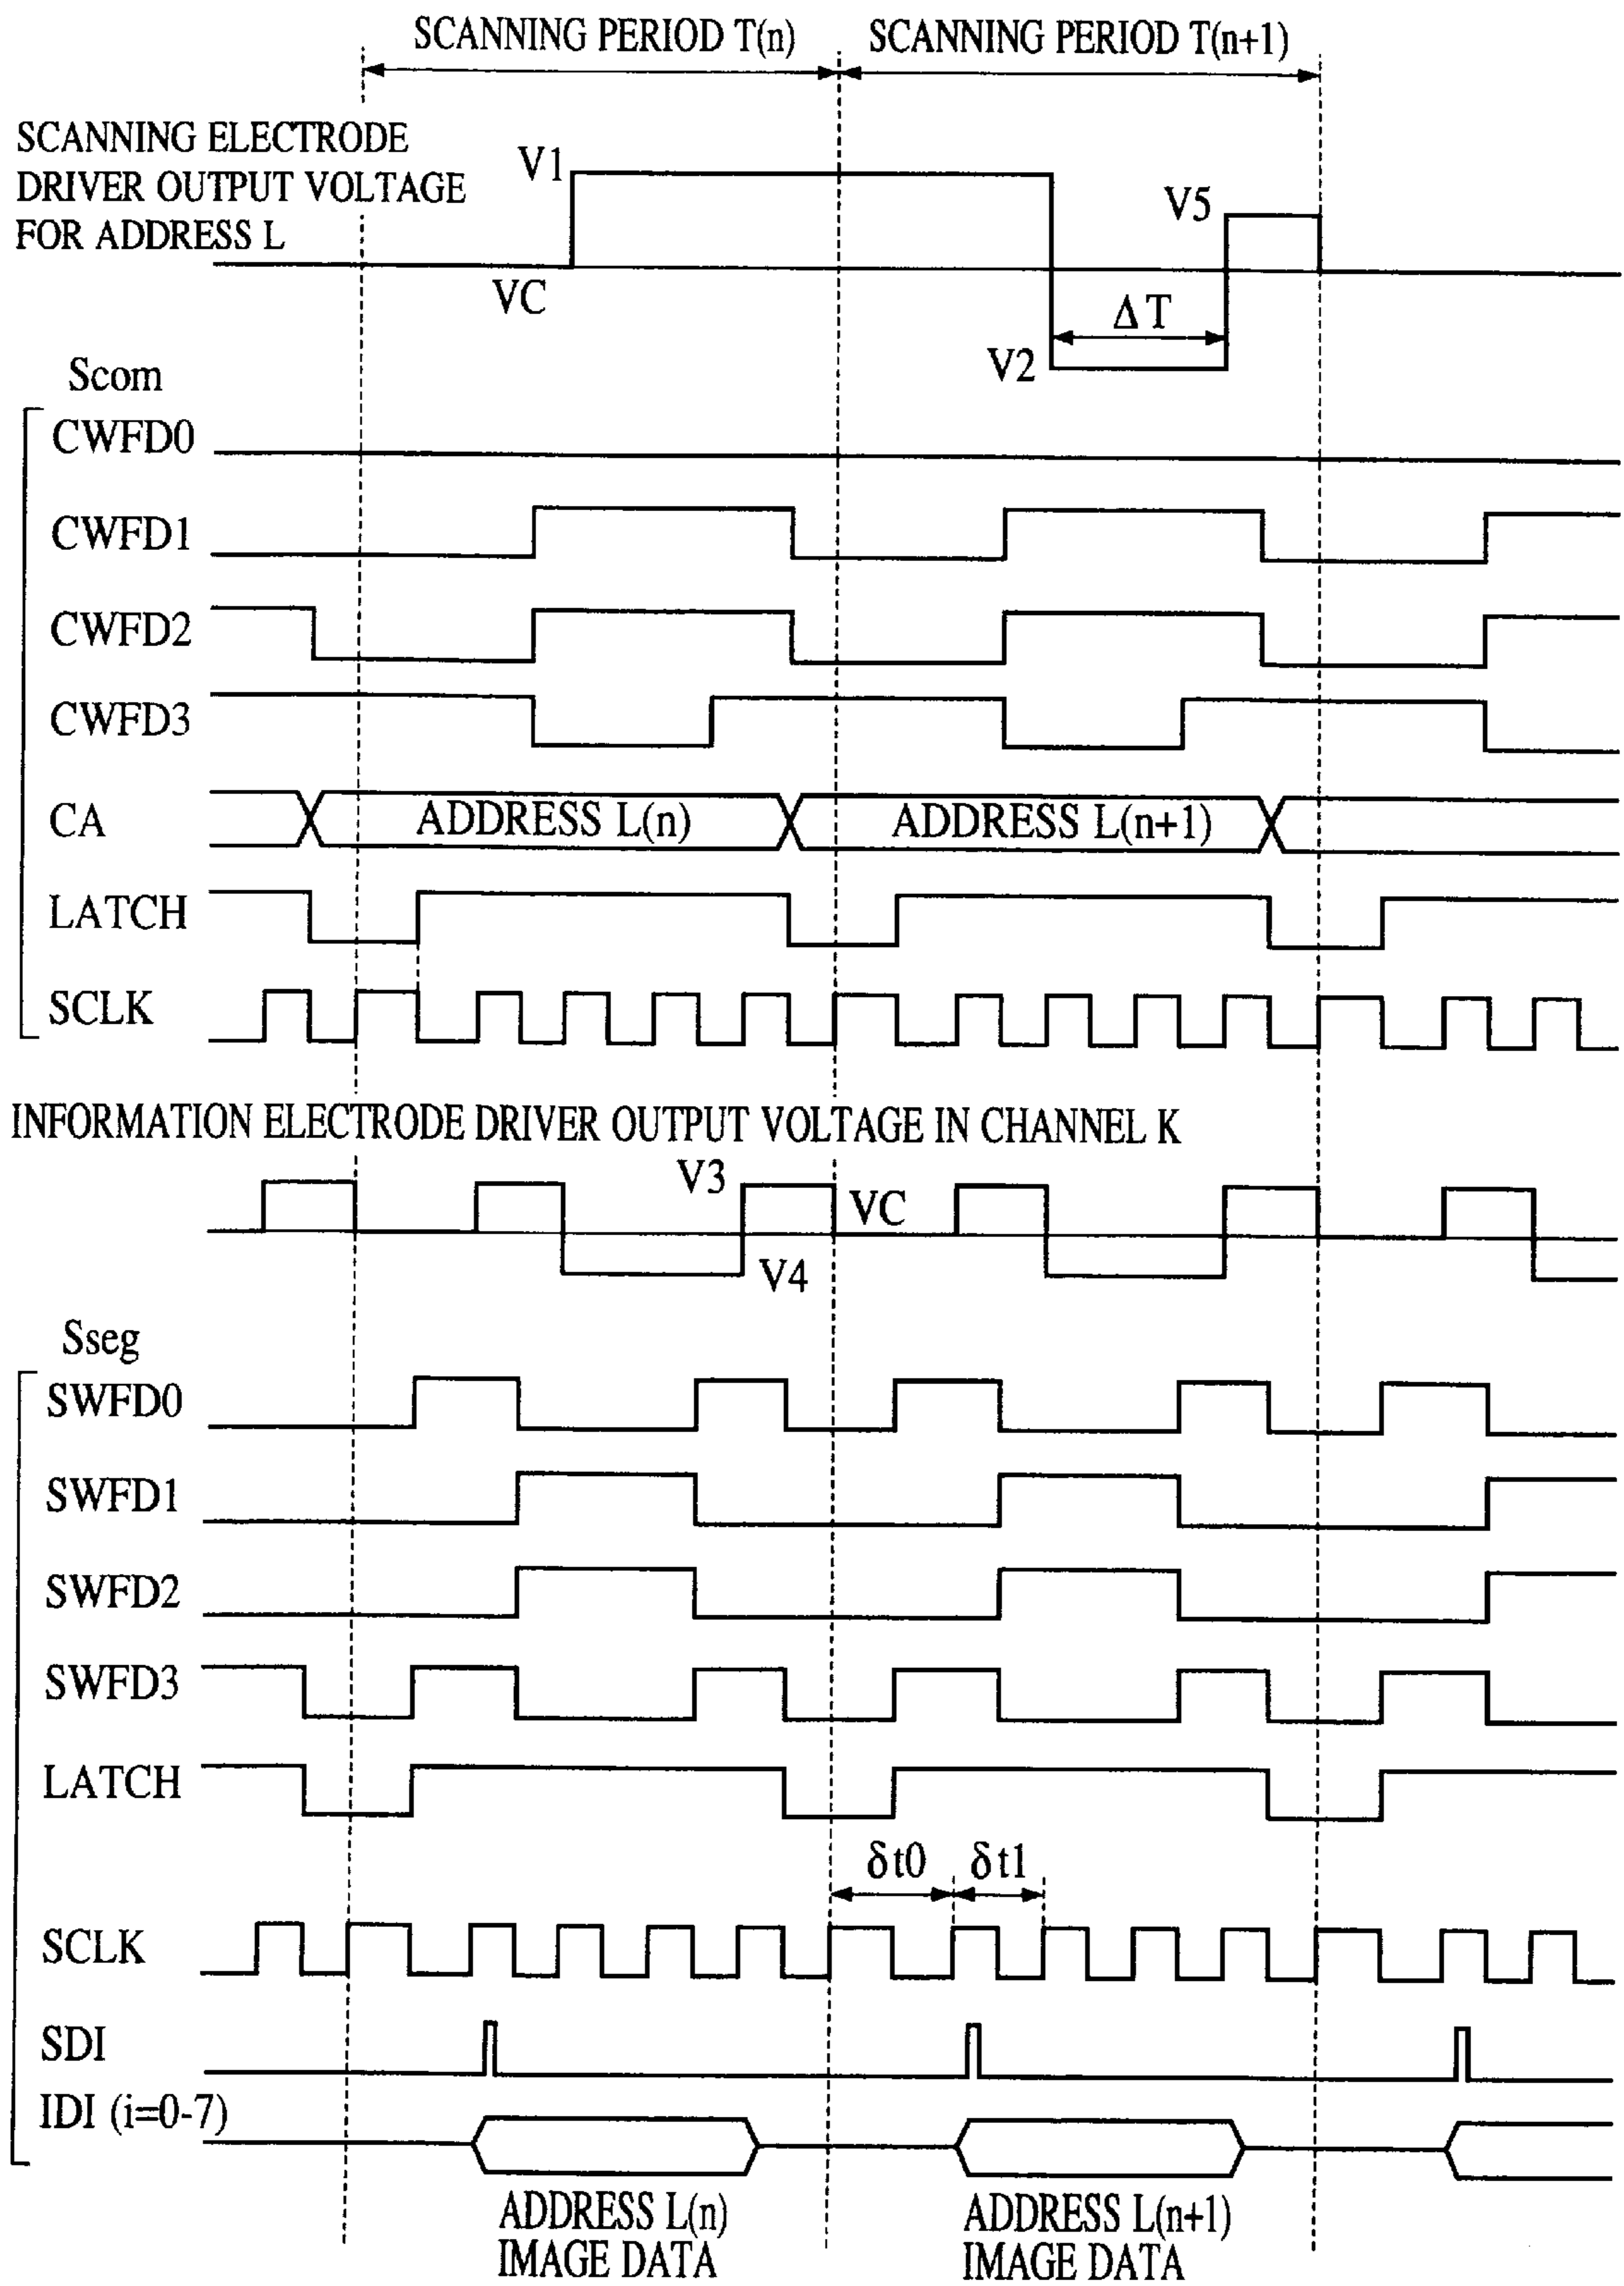 SCANNING PERIOD T(n) SCANNING PERIOD T(n+1)
SCANNING ELECTRODE
DRIVER OUTPUT VOLTAGE
FOR ADDRESS L
V1
V5
VC
ΔT
V2
Scom
CWFD0
CWFD1
CWFD2
CWFD3
CA ADDRESS L(n) ADDRESS L(n+1)
LATCH
SCLK
INFORMATION ELECTRODE DRIVER OUTPUT VOLTAGE IN CHANNEL K
V3
VC
V4
Sseg
SWFD0
SWFD1
SWFD2
SWFD3
LATCH
δt0 δt1
SCLK
SDI
IDI (i=0-7)
ADDRESS L(n)
IMAGE DATA
ADDRESS L(n+1)
IMAGE DATA